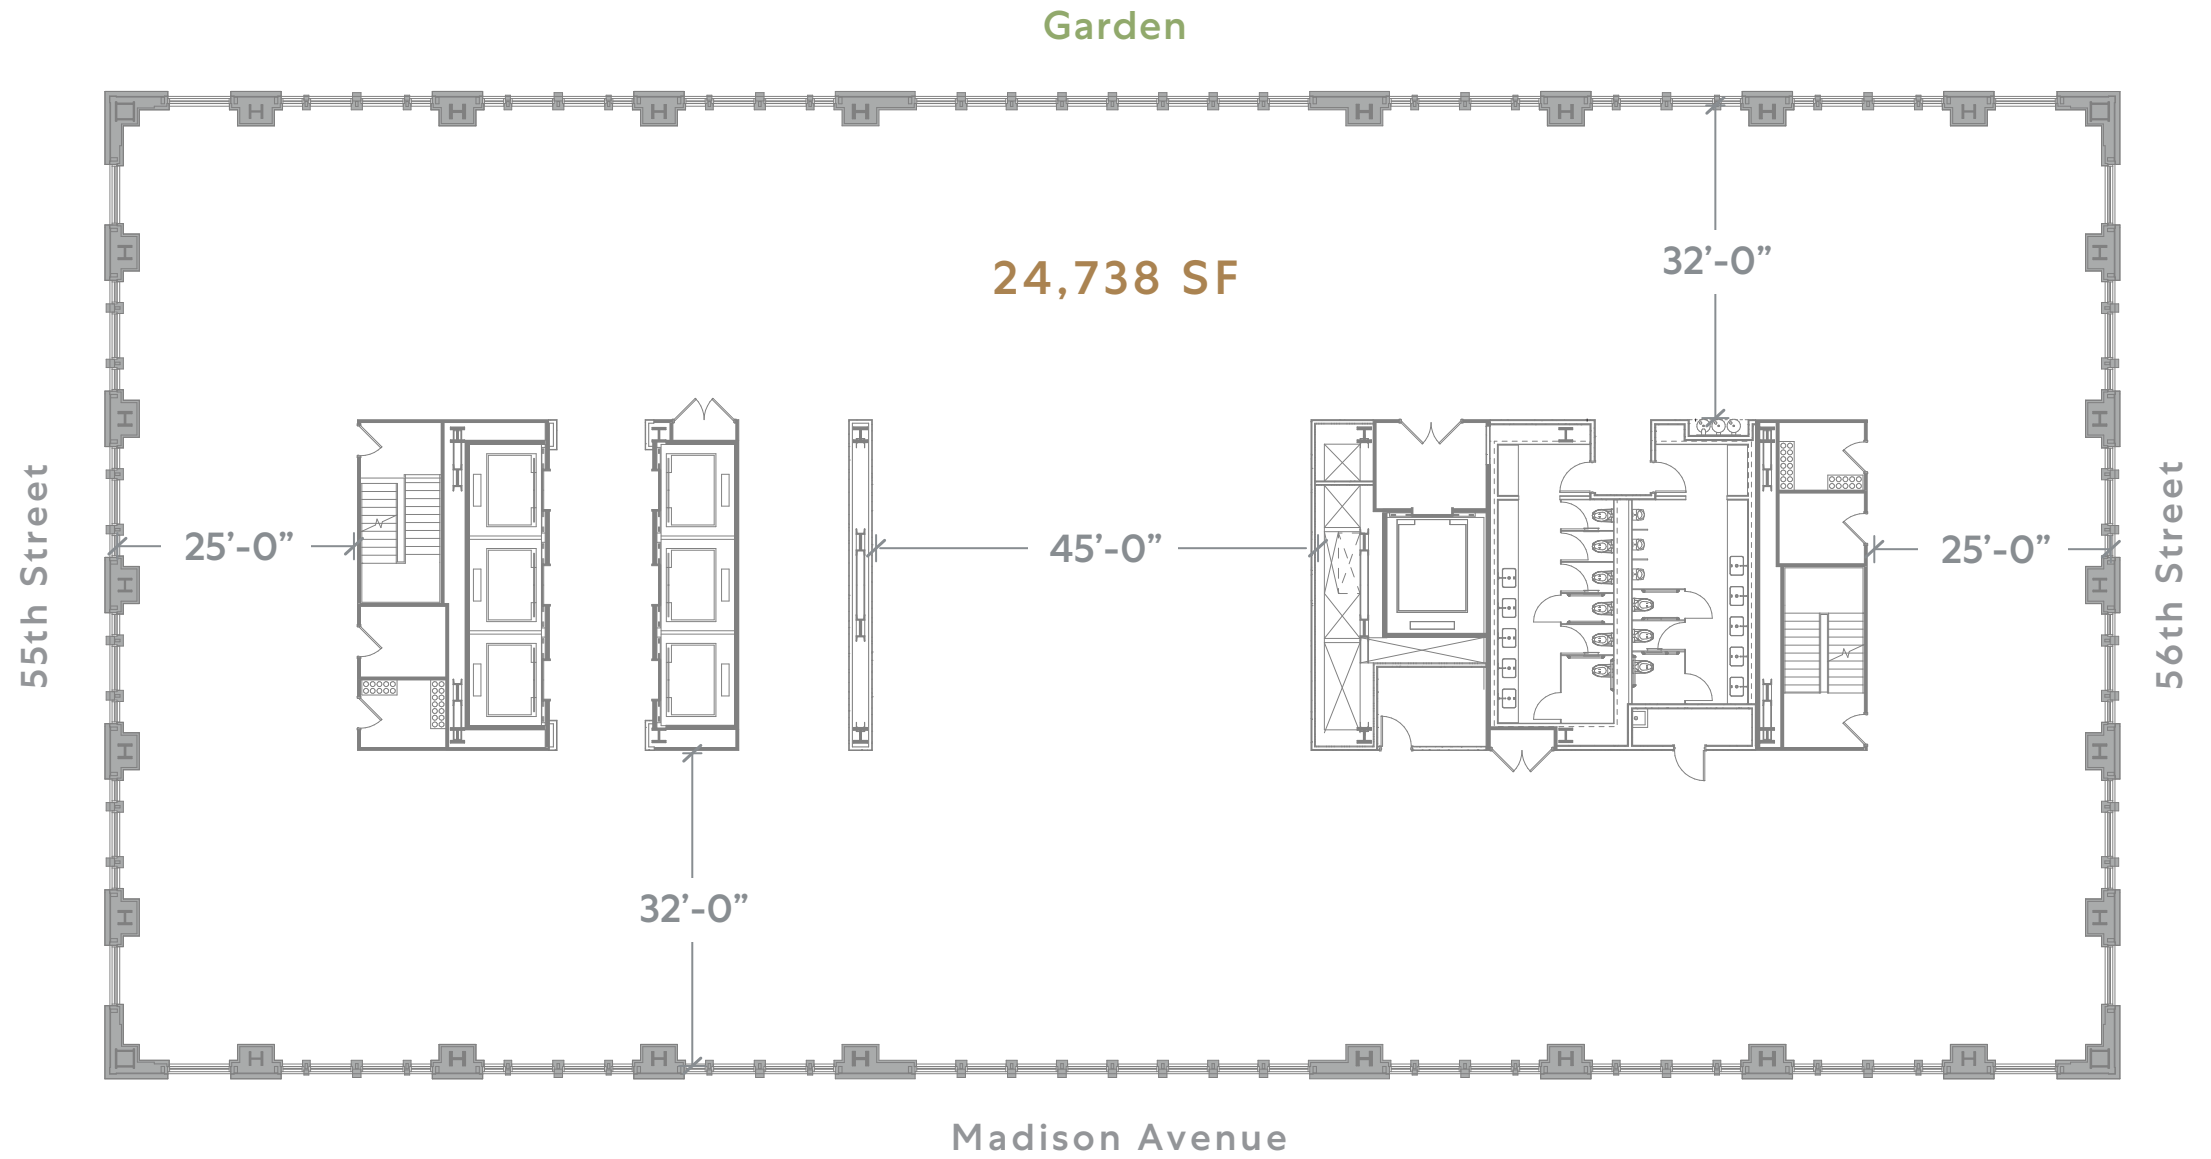 Garden
24,738 SF
32’-0”
55th Street
25’-0”
45’-0”
25’-0”
56th Street
32’-0”
Madison Avenue